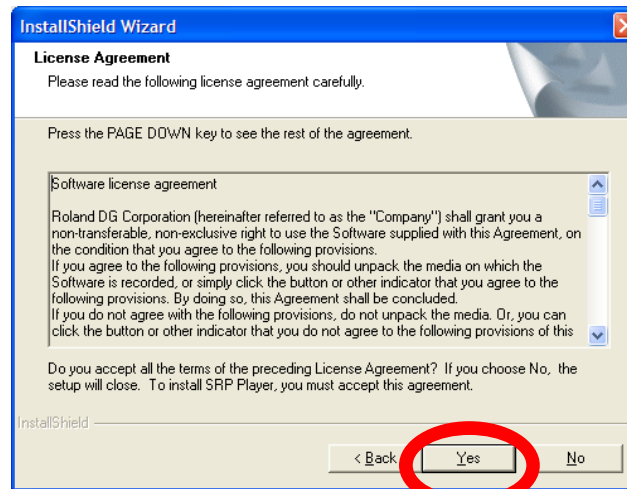 InstallShield Wizard
License Agreement
Please read the following license agreement carefully.
Press the PAGE DOWN key to see the rest of the agreement.
Software license agreement
Roland DG Corporation (hereinafter referred to as the "Company") shall grant you a
non-transferable, non-exclusive right to use the Software supplied with this Agreement, on
the condition that you agree to the following provisions.
If you agree to the following provisions, you should unpack the media on which the
Software is recorded, or simply click the button or other indicator that you agree to the
following provisions. By doing so, this Agreement shall be concluded.
If you do not agree with the following provisions, do not unpack the media. Or, you can
click the button or other indicator that you do not agree to the following provisions of this
Do you accept all the terms of the preceding License Agreement? If you choose No, the
setup will close. To install SRP Player, you must accept this agreement.
InstallShield
< Back Yes No